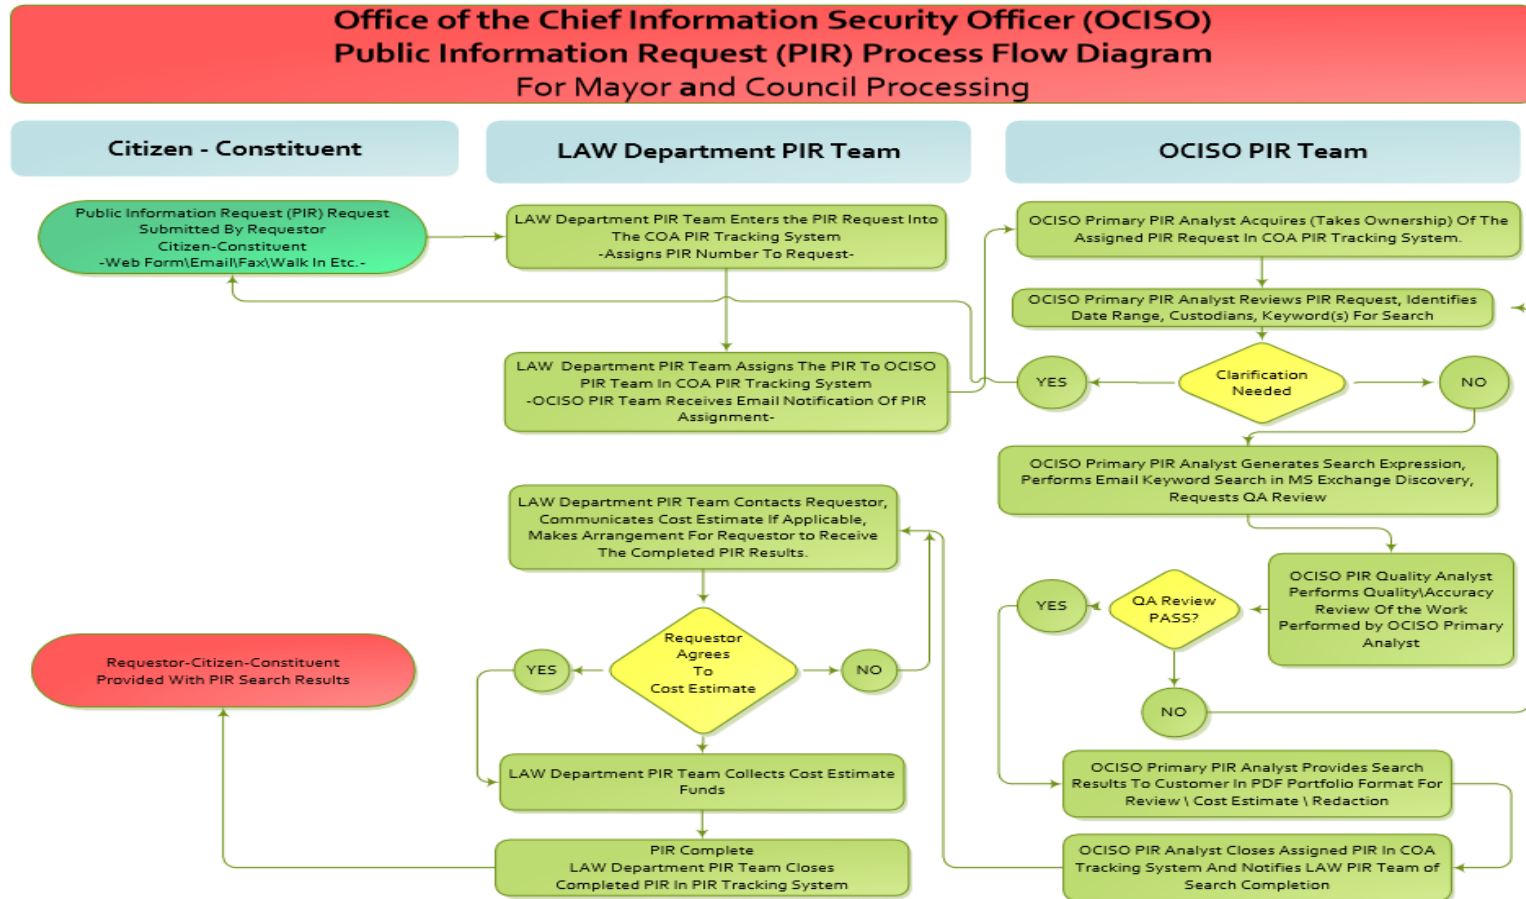 Office of the Chief Information Security Officer (OCISO)
Public Information Request (PIR) Process Flow Diagram
For Mayor and Council Processing
Citizen - Constituent
LAW Department PIR Team
OCISO PIR Team
Public Information Request (PIR) Request
Submitted By Requestor
Citizen-Constituent
-Web Form\Email\Fax\Walk In Etc.-
LAW Department PIR Team Enters the PIR Request Into
The COA PIR Tracking System
-Assigns PIR Number To Request-
OCISO Primary PIR Analyst Acquires (Takes Ownership) Of The
Assigned PIR Request In COA PIR Tracking System.
OCISO Primary PIR Analyst Reviews PIR Request, Identifies
Date Range, Custodians, Keyword(s) For Search
LAW Department PIR Team Assigns The PIR To OCISO
PIR Team In COA PIR Tracking System
-OCISO PIR Team Receives Email Notification Of PIR
Assignment-
YES
Clarification
Needed
NO
OCISO Primary PIR Analyst Generates Search Expression,
Performs Email Keyword Search in MS Exchange Discovery,
Requests QA Review
LAW Department PIR Team Contacts Requestor,
Communicates Cost Estimate If Applicable,
Makes Arrangement For Requestor to Receive
The Completed PIR Results.
OCISO PIR Quality Analyst
Performs Quality\Accuracy
Review Of the Work
Performed by OCISO Primary
Analyst
QA Review
PASS?
YES
NO
Requestor
Agrees
To
Cost Estimate
YES
NO
Requestor-Citizen-Constituent
Provided With PIR Search Results
LAW Department PIR Team Collects Cost Estimate
Funds
OCISO Primary PIR Analyst Provides Search
Results To Customer In PDF Portfolio Format For
Review \ Cost Estimate \ Redaction
PIR Complete
LAW Department PIR Team Closes
Completed PIR In PIR Tracking System
OCISO PIR Analyst Closes Assigned PIR In COA
Tracking System And Notifies LAW PIR Team of
Search Completion